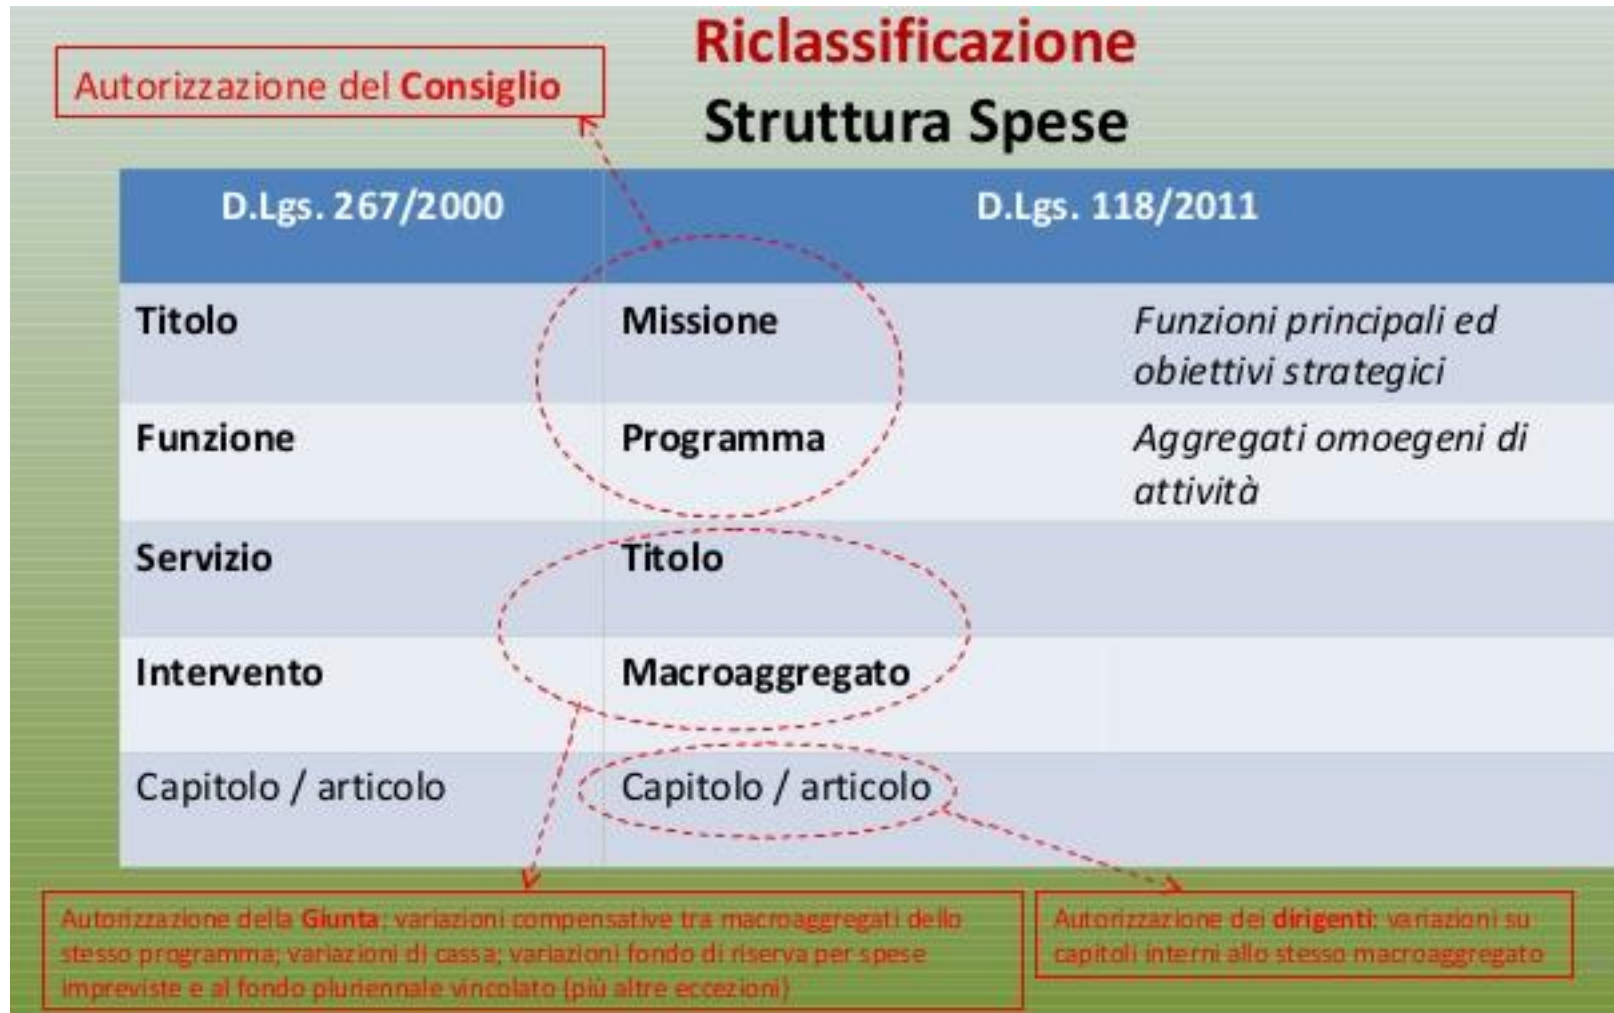 Riclassificazione
Struttura Spese
Autorizzazione del Consiglio
D.Lgs. 267/2000
D.Lgs. 118/2011
Titolo
Missione
Funzioni principali ed
obiettivi strategici
Funzione
Programma
Aggregati omoegeni di
attività
Servizio
Titolo
Intervento
Macroaggregato
Capitolo / articolo
Capitolo / articolo
Autorizzazione della Giunta: variazioni compensative tra macroaggregati dello
stesso programma; variazioni di cassa; variazioni fondo di riserva per spese
impreviste e al fondo pluriennale vincolato (più altre eccezioni)
Autorizzazione dei dirigenti: variazioni su
capitoli interni allo stesso macroaggregato